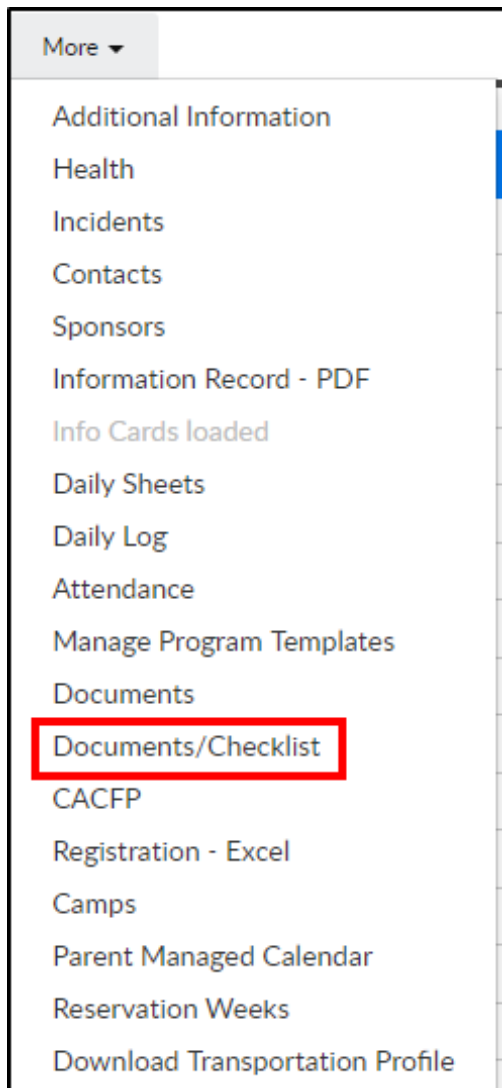 More
Additional Information
Health
Incidents
Contacts
Sponsors
Information Record - PDF
Info Cards loaded
Daily Sheets
Daily Log
Attendance
Manage Program Templates
Documents
Documents/Checklist
CACFP
Registration - Excel
Camps
Parent Managed Calendar
Reservation Weeks
Download Transportation Profile